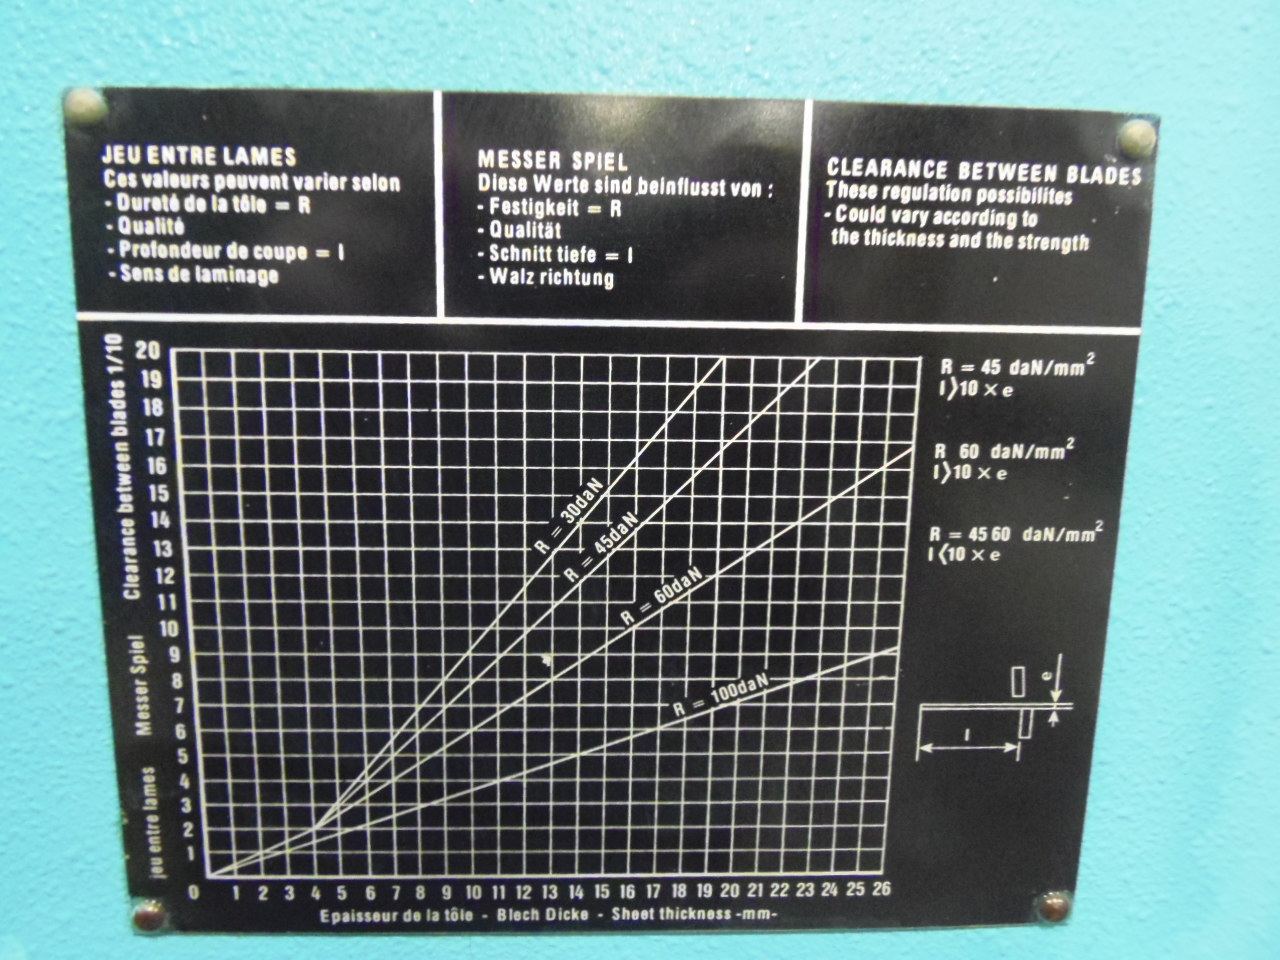 JEU ENTRE LAMES
Ces valeurs peuvent varier selon
- Dureté de la tôle = R
- Qualité
- Profondeur de coupe = l
- Sens de laminage
MESSER SPIEL
Diese Werte sind beinflusst von :
- Festigkeit = R
- Qualität
- Schnitt tiefe = l
- Walz richtung
CLEARANCE BETWEEN BLADES
These regulation possibilites
- Could vary according to
the thickness and the strength
jeu entre lames Messer Spiel Clearance between blades 1/10
20
19
18
17
16
15
14
13
12
11
10
9
8
7
6
5
4
3
2
1
0 1 2 3 4 5 6 7 8 9 10 11 12 13 14 15 16 17 18 19 20 21 22 23 24 25 26
Epaisseur de la tôle - Blech Dicke - Sheet thickness -mm-
R = 30daN
R = 45daN
R = 60daN
R = 100daN
R = 45 daN/mm²
l > 10 × e
R 60 daN/mm²
l > 10 × e
R = 45 60 daN/mm²
l < 10 × e
e
l